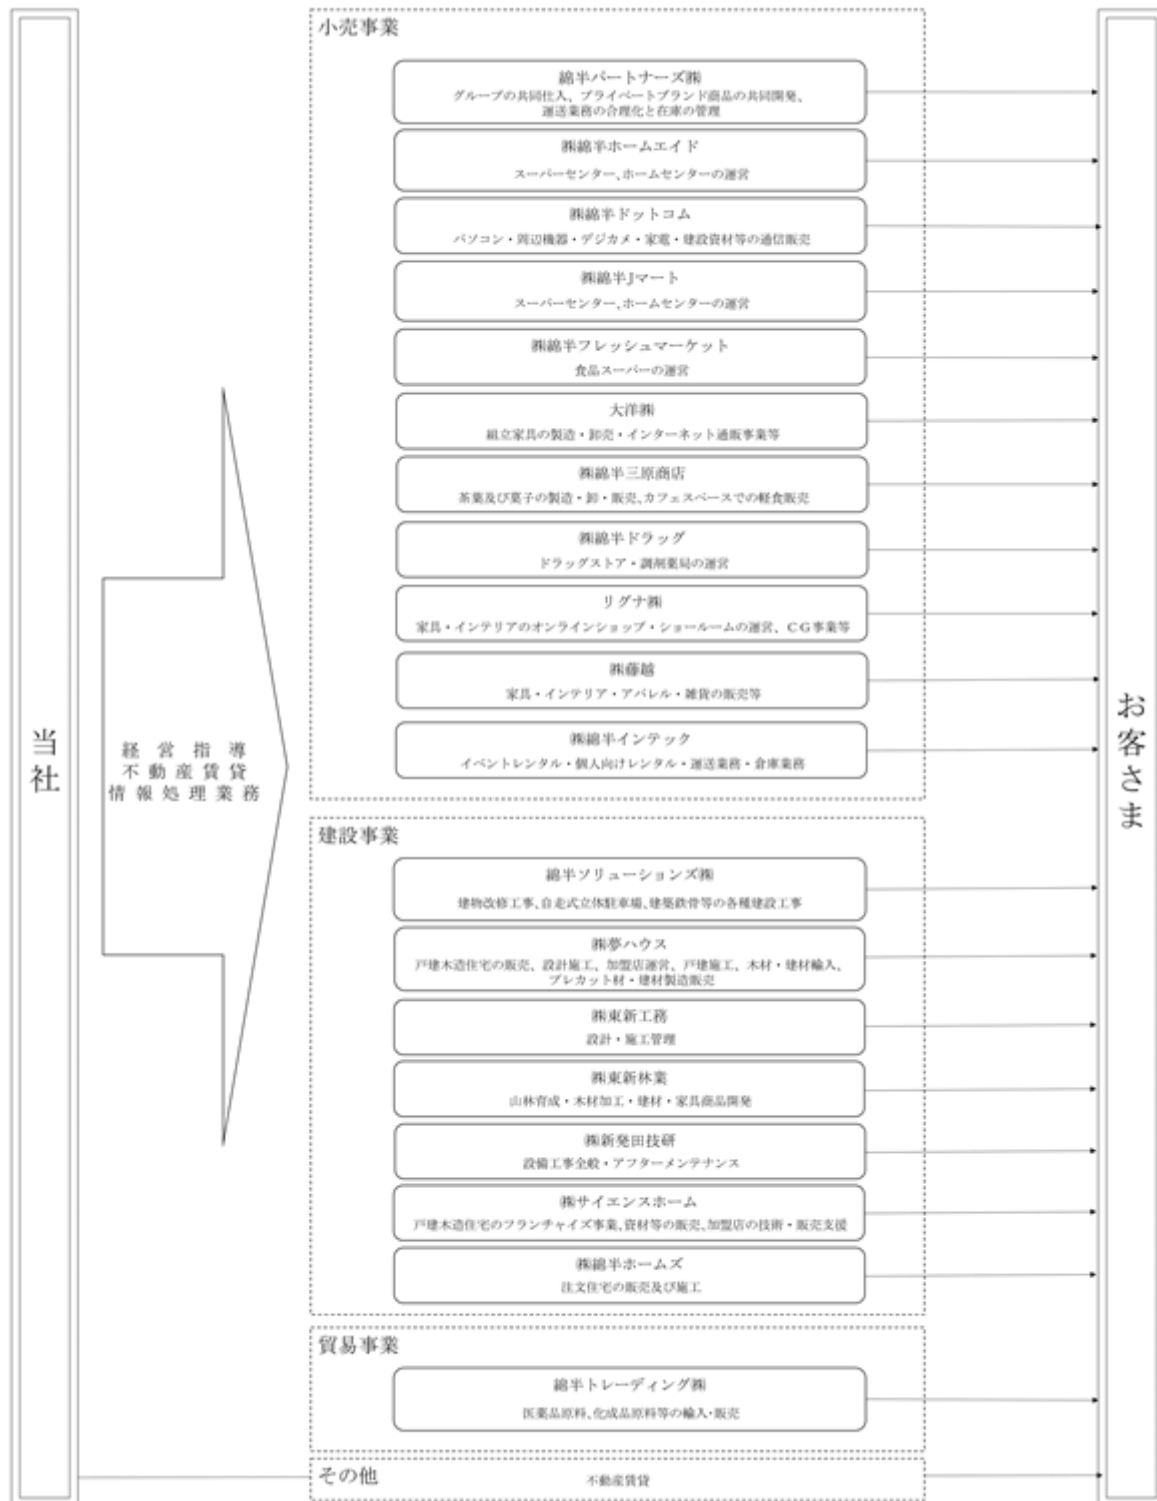 小売事業
綿半パートナーズ㈱
グループの共同仕入、プライベートブランド商品の共同開発、
運送業務の合理化と在庫の管理
㈱綿半ホームエイド
スーパーセンター、ホームセンターの運営
㈱綿半ドットコム
パソコン・周辺機器・デジカメ・家電・建設資材等の通信販売
㈱綿半Jマート
スーパーセンター、ホームセンターの運営
㈱綿半フレッシュマーケット
食品スーパーの運営
大洋㈱
組立家具の製造・卸売・インターネット通販事業等
㈱綿半三原商店
茶葉及び菓子の製造・卸・販売、カフェスペースでの軽食販売
㈱綿半ドラッグ
ドラッグストア・調剤薬局の運営
リグナ㈱
家具・インテリアのオンラインショップ・ショールームの運営、CG事業等
㈱藤越
家具・インテリア・アパレル・雑貨の販売等
㈱綿半インテック
イベントレンタル・個人向けレンタル・運送業務・倉庫業務
当社
経営指導
不動産賃貸
情報処理業務
お客さま
建設事業
綿半ソリューションズ㈱
建物改修工事、自走式立体駐車場、建築鉄骨等の各種建設工事
㈱夢ハウス
戸建木造住宅の販売、設計施工、加盟店運営、戸建施工、木材・建材輸入、
プレカット材・建材製造販売
㈱東新工務
設計・施工管理
㈱東新林業
山林育成・木材加工・建材・家具商品開発
㈱新発田技研
設備工事全般・アフターメンテナンス
㈱サイエンスホーム
戸建木造住宅のフランチャイズ事業、資材等の販売、加盟店の技術・販売支援
㈱綿半ホームズ
注文住宅の販売及び施工
貿易事業
綿半トレーディング㈱
医薬品原料、化成品原料等の輸入・販売
その他
不動産賃貸